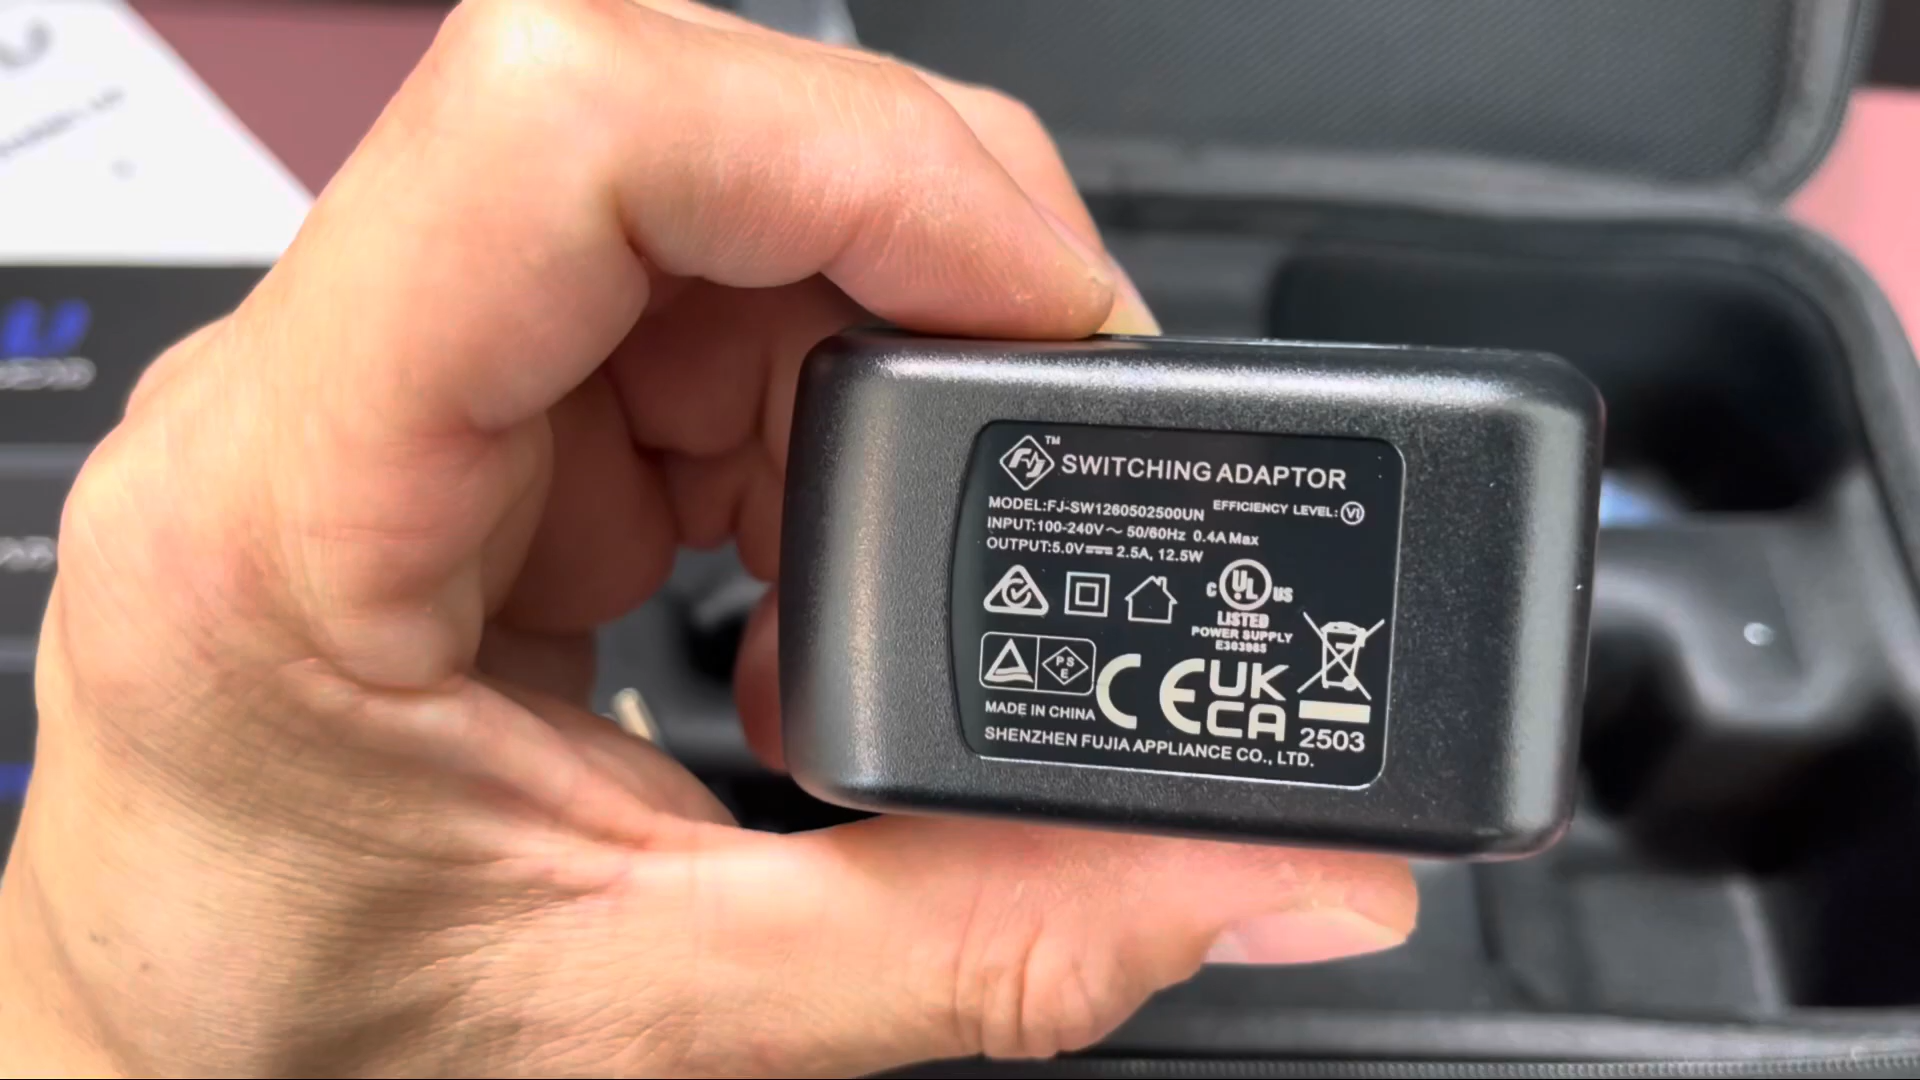 FJ™ SWITCHING ADAPTOR
MODEL:FJ-SW1260502500UN EFFICIENCY LEVEL:VI
INPUT:100-240V～ 50/60Hz 0.4A Max
OUTPUT:5.0V⎓ 2.5A, 12.5W
c UL US
LISTED
POWER SUPPLY
E303985
PSE
CE
UK
CA
MADE IN CHINA
2503
SHENZHEN FUJIA APPLIANCE CO., LTD.